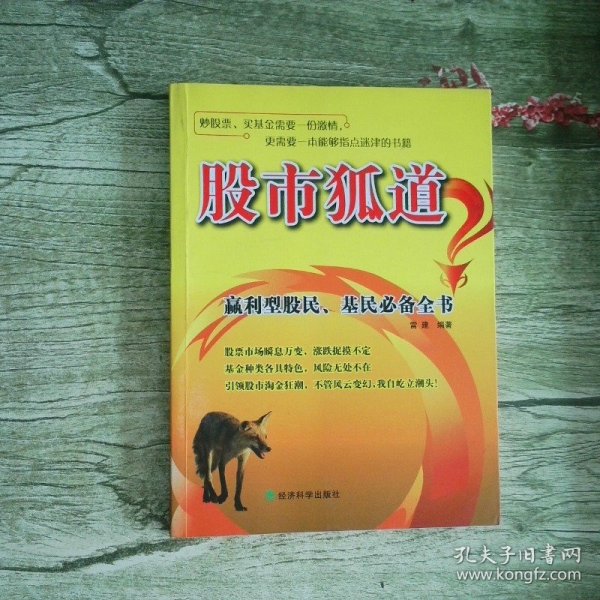 炒股票、买基金需要一份激情，
更需要一本能够指点迷津的书籍
股市狐道
赢利型股民、基民必备全书
雷建 编著
股票市场瞬息万变，涨跌捉摸不定
基金种类各具特色，风险无处不在
引领股市淘金狂潮，不管风云变幻，我自屹立潮头！
经济科学出版社
孔夫子旧书网
www.kongfz.com